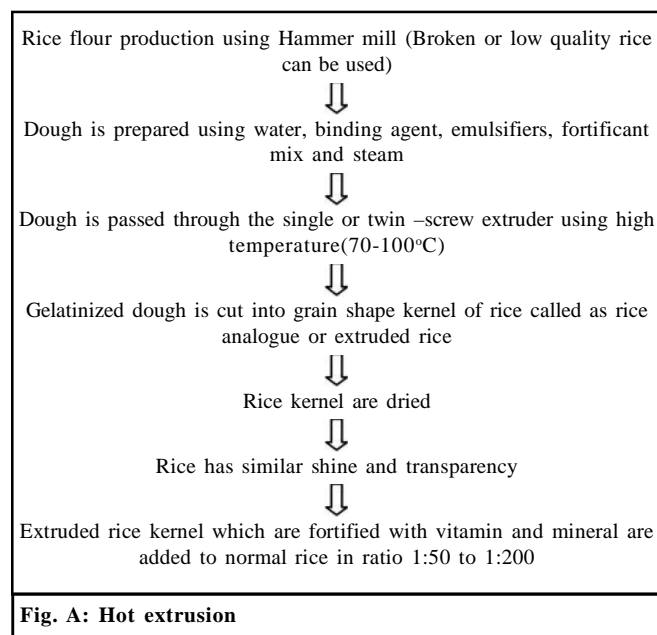 Rice flour production using Hammer mill (Broken or low quality rice
can be used)
Dough is prepared using water, binding agent, emulsifiers, fortificant
mix and steam
Dough is passed through the single or twin –screw extruder using high
temperature(70-100°C)
Gelatinized dough is cut into grain shape kernel of rice called as rice
analogue or extruded rice
Rice kernel are dried
Rice has similar shine and transparency
Extruded rice kernel which are fortified with vitamin and mineral are
added to normal rice in ratio 1:50 to 1:200
Fig. A: Hot extrusion